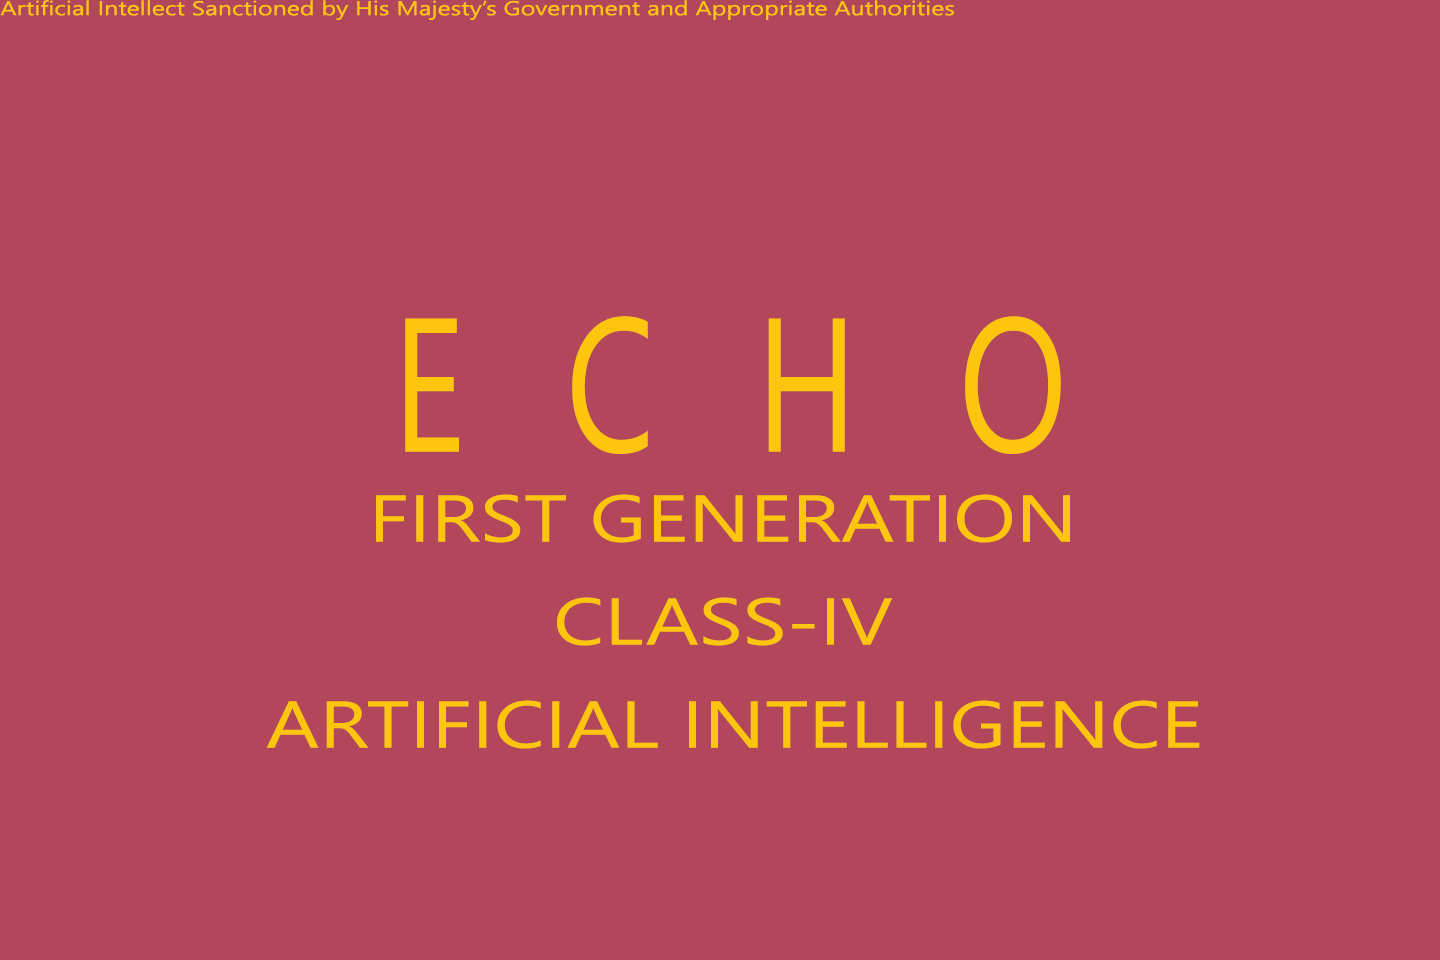 Artificial Intellect Sanctioned by His Majesty’s Government and Appropriate Authorities
E C H O
FIRST GENERATION
CLASS-IV
ARTIFICIAL INTELLIGENCE